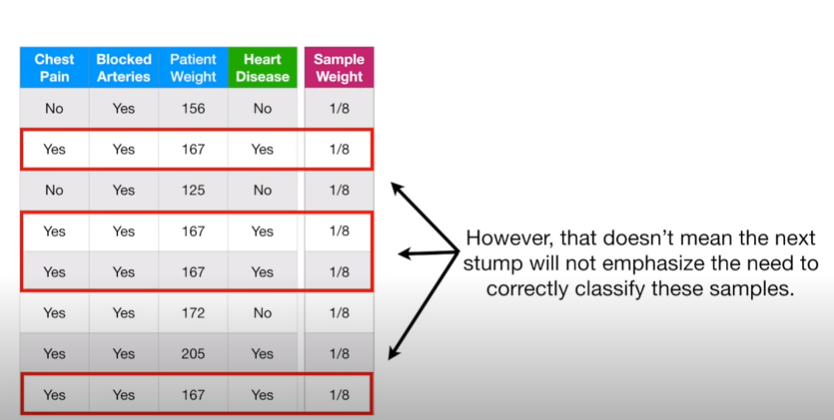 Chest Pain Blocked Arteries Patient Weight Heart Disease Sample Weight
No Yes 156 No 1/8
Yes Yes 167 Yes 1/8
No Yes 125 No 1/8
Yes Yes 167 Yes 1/8
Yes Yes 167 Yes 1/8
Yes Yes 172 No 1/8
Yes Yes 205 Yes 1/8
Yes Yes 167 Yes 1/8
However, that doesn’t mean the next
stump will not emphasize the need to
correctly classify these samples.